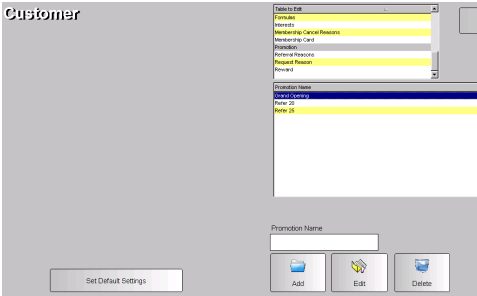 Customer
Table to Edit
Formulas
Interests
Membership Cancel Reasons
Membership Card
Promotion
Referral Reasons
Request Reason
Reward
Promotion Name
Grand Opening
Refer 20
Refer 25
Promotion Name
Set Default Settings
Add
Edit
Delete